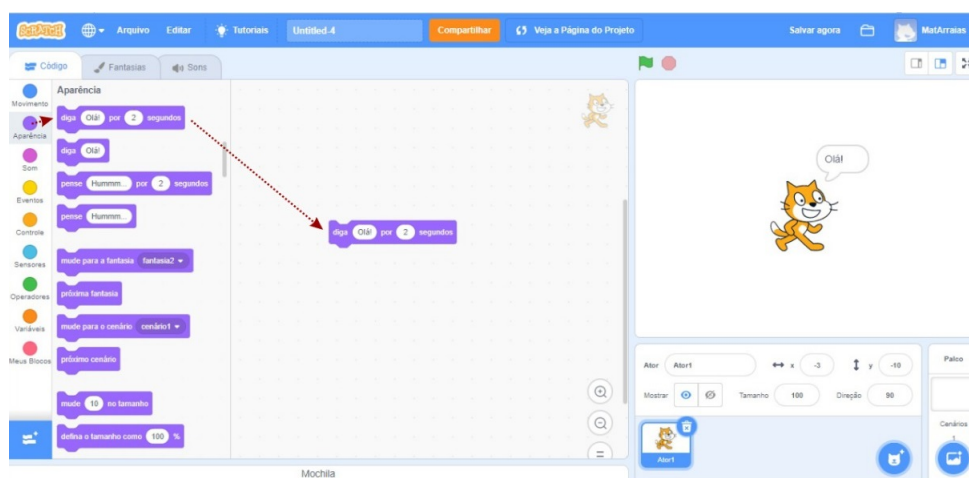 SCRATCH
Arquivo
Editar
Tutoriais
Untitled-4
Compartilhar
Veja a Página do Projeto
Salvar agora
MatArraias
Código
Fantasias
Sons
Movimento
Aparência
Som
Eventos
Controle
Sensores
Operadores
Variáveis
Meus Blocos
Aparência
diga Olá! por 2 segundos
diga Olá!
pense Hummm... por 2 segundos
pense Hummm...
mude para a fantasia fantasia2
próxima fantasia
mude para o cenário cenário1
próximo cenário
mude 10 no tamanho
defina o tamanho como 100 %
diga Olá! por 2 segundos
Mochila
Olá!
Ator Ator1 x -3 y -10
Mostrar Tamanho 100 Direção 90
Ator1
Palco
Cenários
1